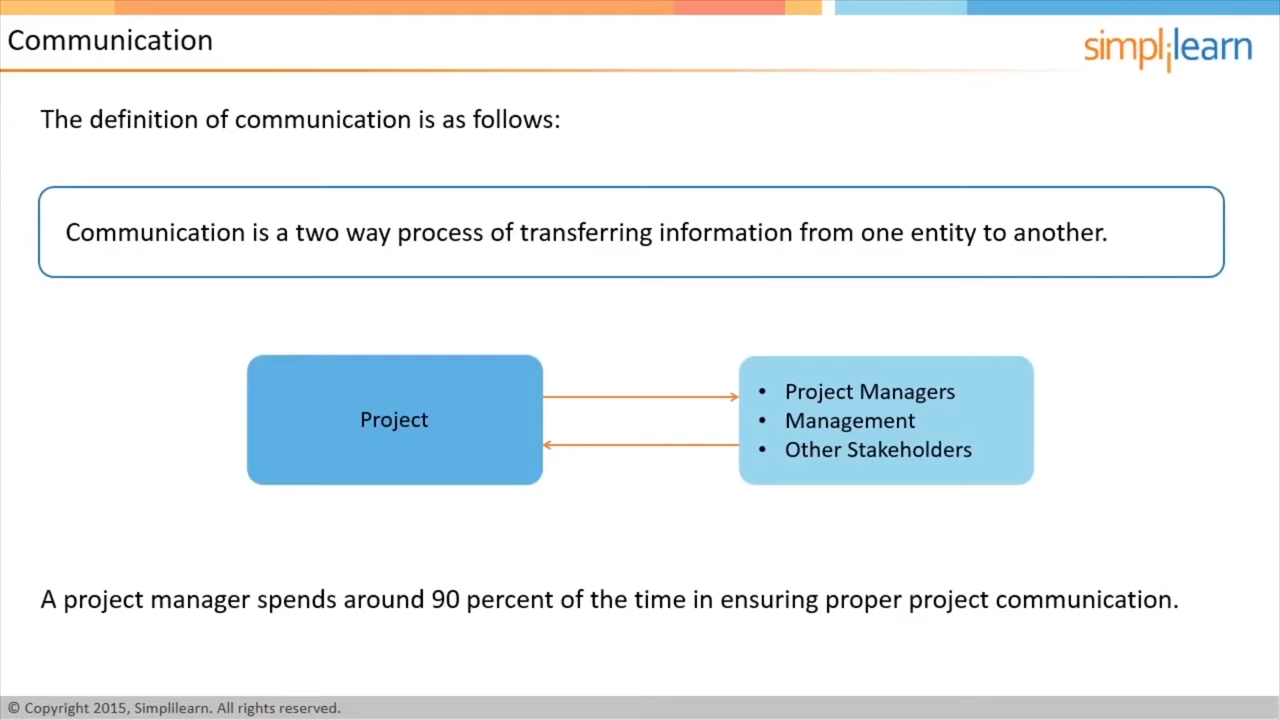 Communication
simplilearn
The definition of communication is as follows:
Communication is a two way process of transferring information from one entity to another.
Project
• Project Managers
• Management
• Other Stakeholders
A project manager spends around 90 percent of the time in ensuring proper project communication.
© Copyright 2015, Simplilearn. All rights reserved.